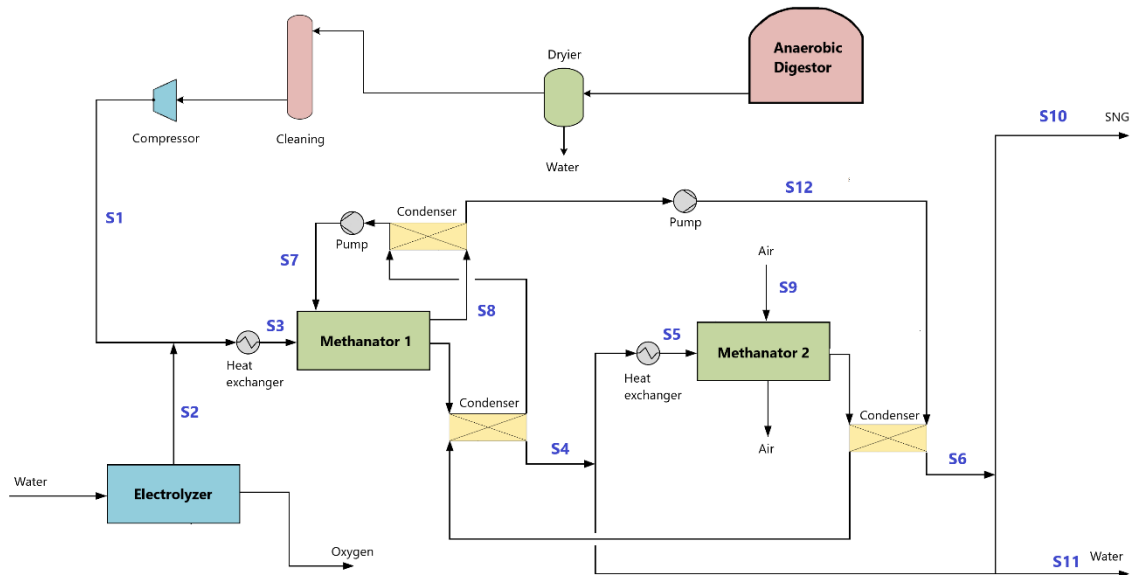 Anaerobic
Digestor
Dryier
Water
Cleaning
Compressor
S10
SNG
S1
S12
Condenser
Pump
Pump
S7
S8
Air
S9
S3
Methanator 1
Heat
exchanger
S5
Methanator 2
Heat
exchanger
S2
Condenser
Condenser
S4
Air
S6
Water
Electrolyzer
Oxygen
S11
Water